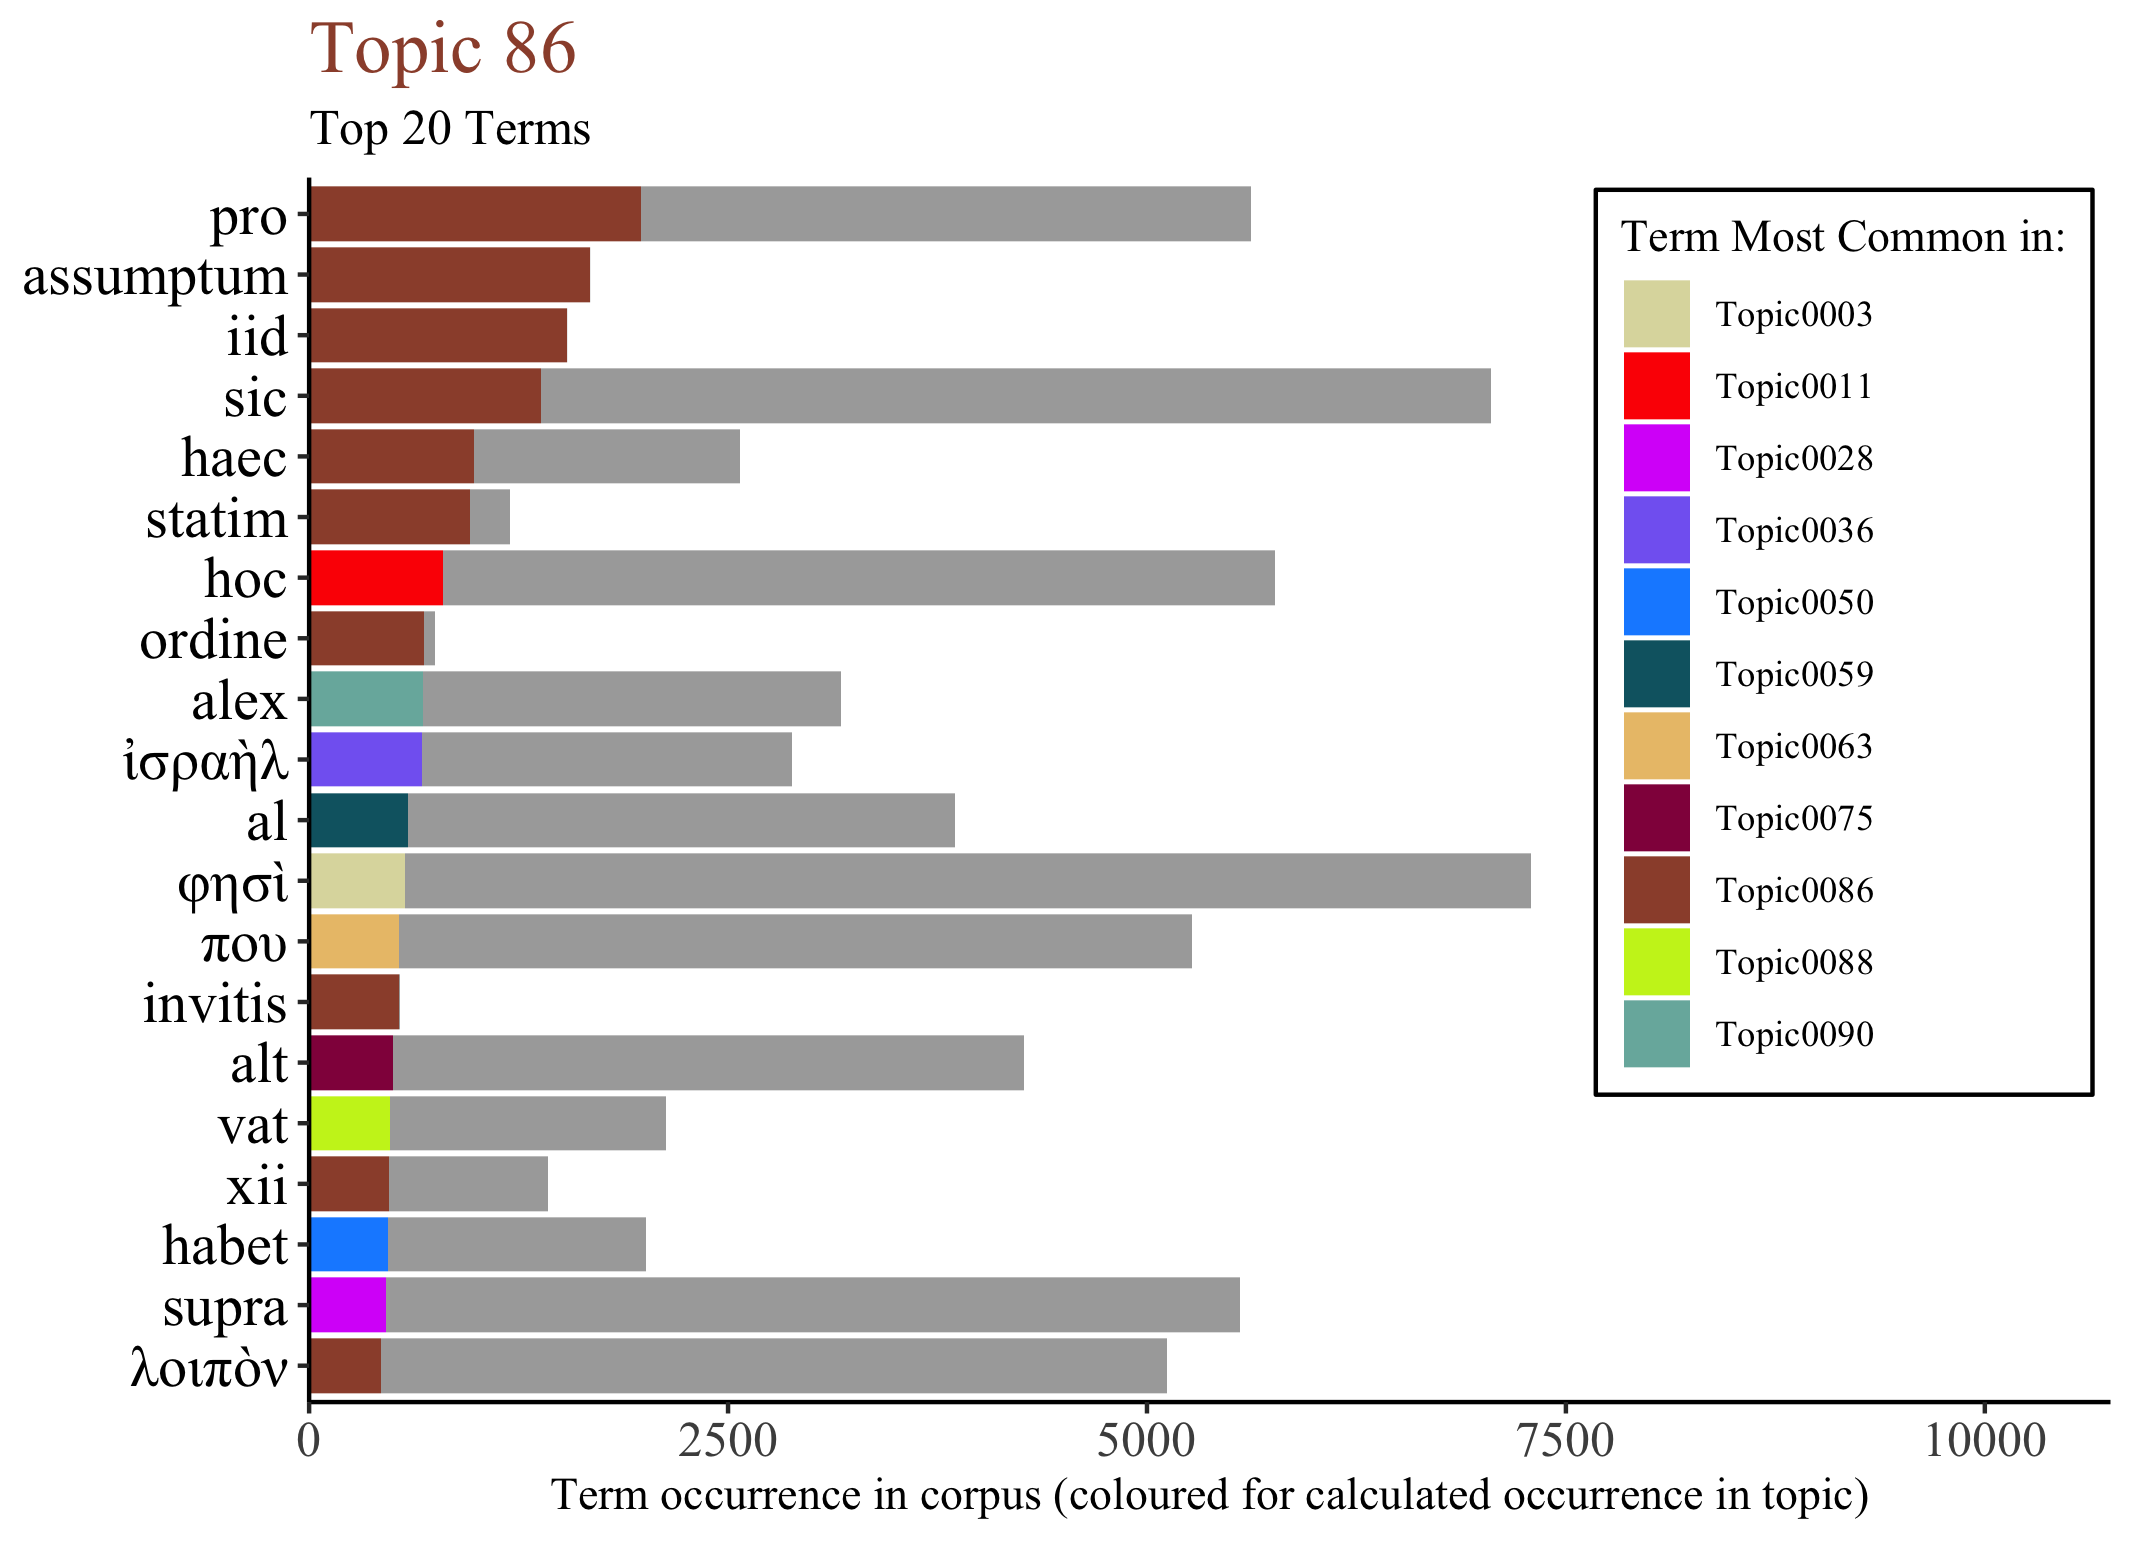 Topic 86
Top 20 Terms
pro
assumptum
iid
sic
haec
statim
hoc
ordine
alex
ἰσραὴλ
al
φησὶ
που
invitis
alt
vat
xii
habet
supra
λοιπὸν
0 2500 5000 7500 10000
Term occurrence in corpus (coloured for calculated occurrence in topic)
Term Most Common in:
Topic0003
Topic0011
Topic0028
Topic0036
Topic0050
Topic0059
Topic0063
Topic0075
Topic0086
Topic0088
Topic0090